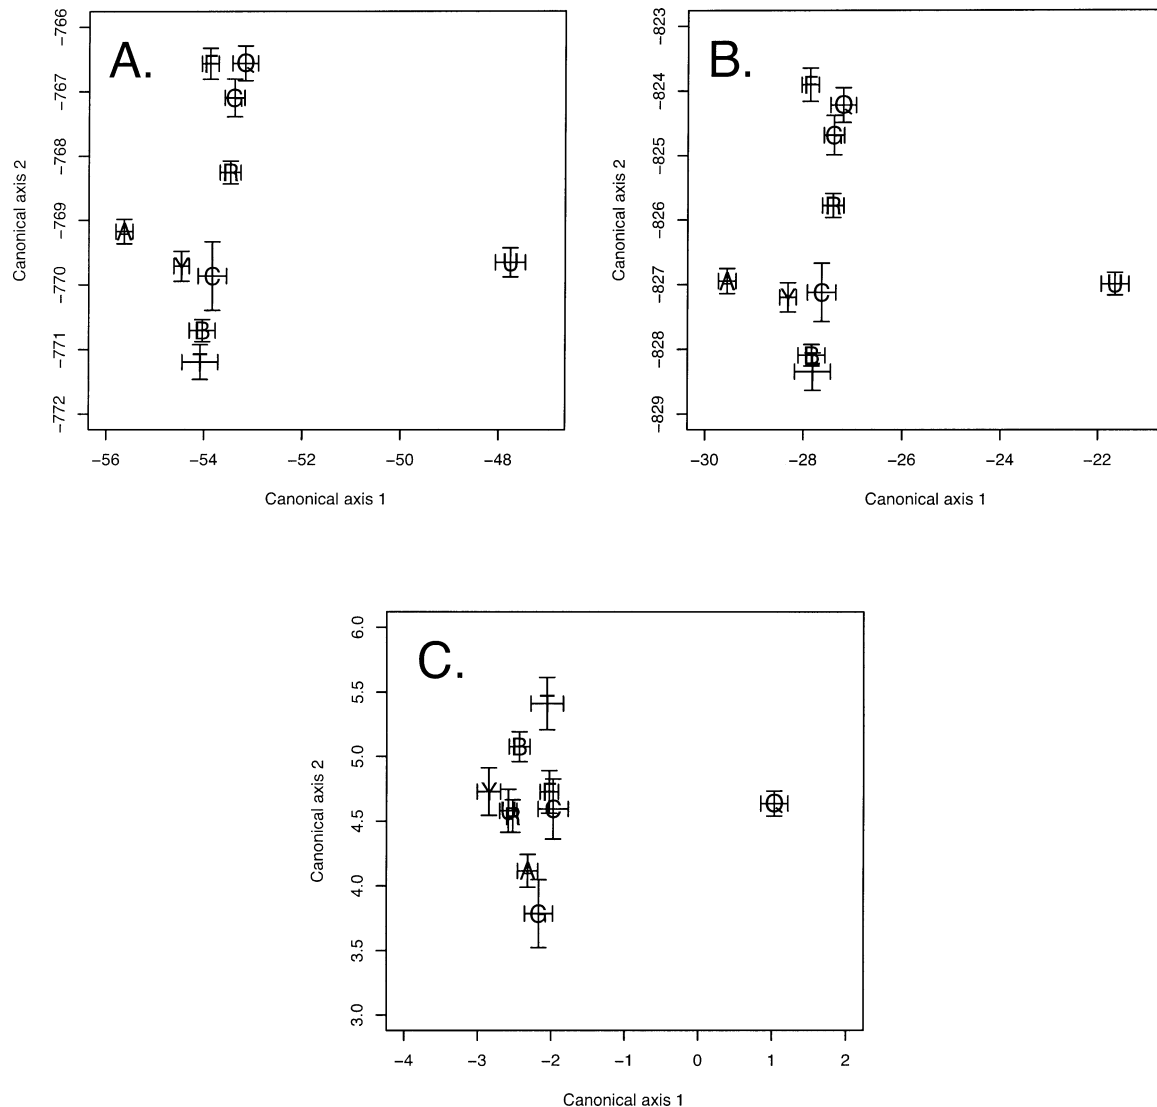 A.
Canonical axis 2
−766
−767
−768
−769
−770
−771
−772
Q
R
A
Y
C
U
B
−56 −54 −52 −50 −48
Canonical axis 1
B.
Canonical axis 2
−823
−824
−825
−826
−827
−828
−829
Q
R
A
Y
C
U
B
−30 −28 −26 −24 −22
Canonical axis 1
C.
Canonical axis 2
6.0
5.5
5.0
4.5
4.0
3.5
3.0
B
Y
R
Q
A
−4 −3 −2 −1 0 1 2
Canonical axis 1